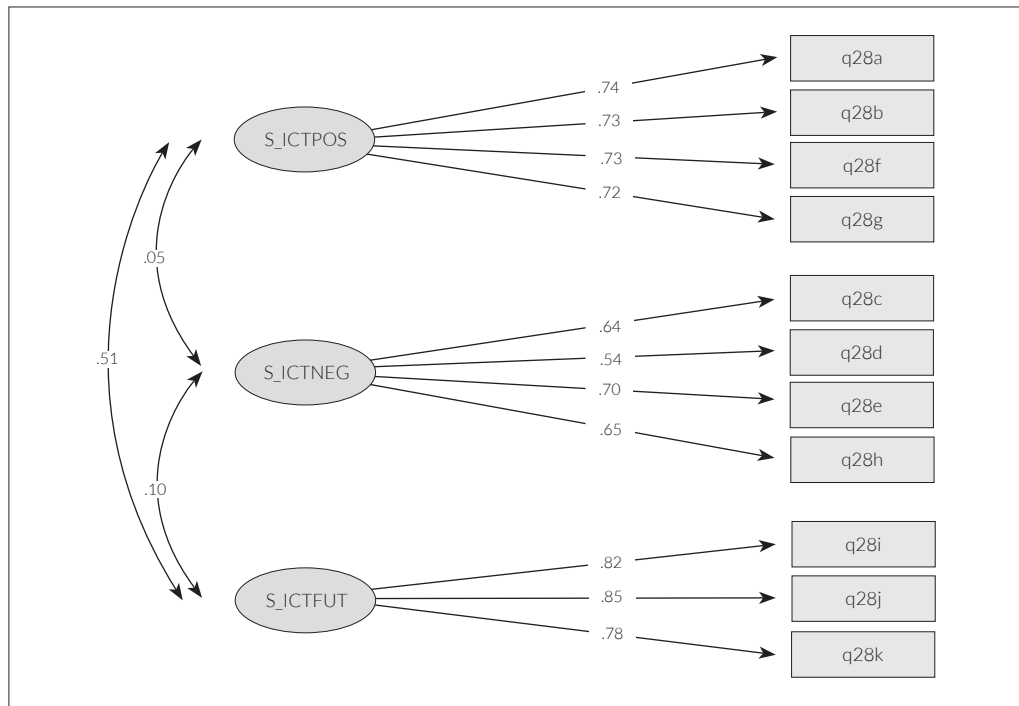 q28a
.74
q28b
.73
S_ICTPOS
.73
q28f
.72
q28g
.05
q28c
.64
.51
.54
q28d
S_ICTNEG
.70
q28e
.65
q28h
.10
q28i
.82
S_ICTFUT
.85
q28j
.78
q28k